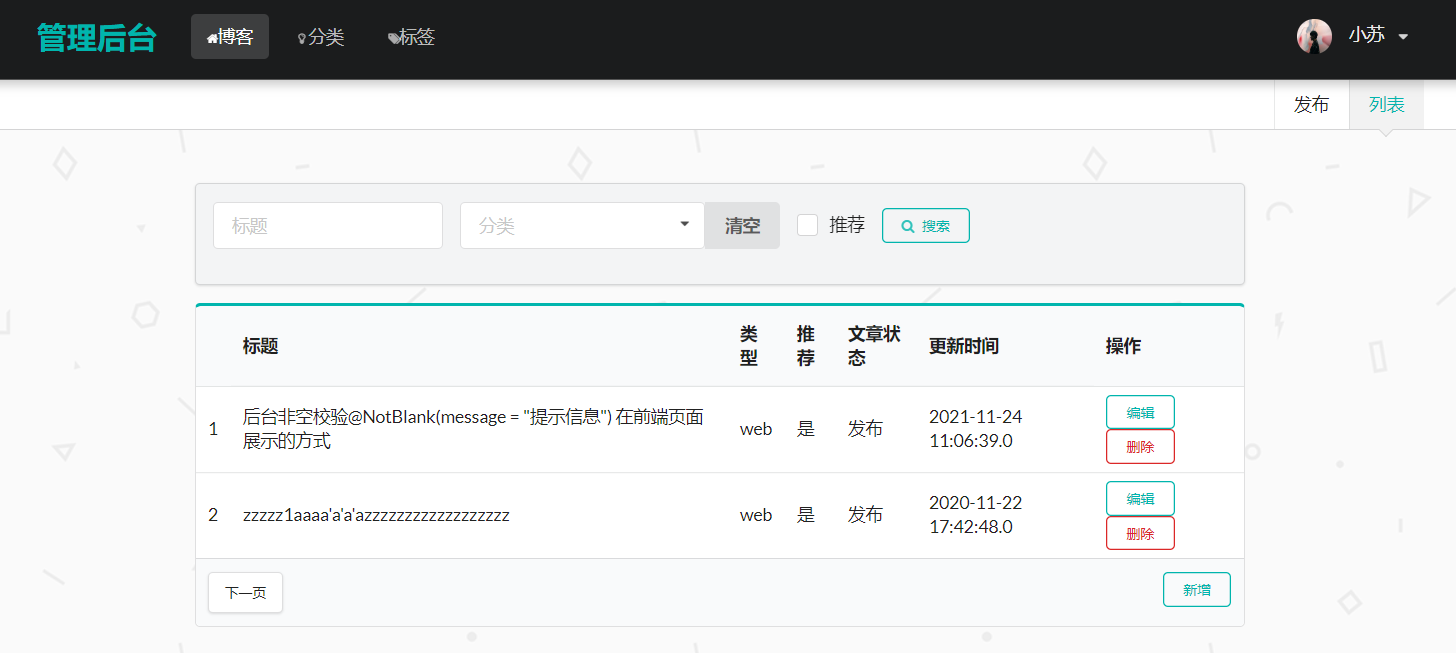 管理后台 博客 分类 标签 小苏
发布 列表
标题 分类 清空 推荐 搜索
标题 类型 推荐 文章状态 更新时间 操作
1 后台非空校验@NotBlank(message = "提示信息") 在前端页面
展示的方式 web 是 发布 2021-11-24
11:06:39.0 编辑
删除
2 zzzzz1aaaa'a'a'azzzzzzzzzzzzzzzzzz web 是 发布 2020-11-22
17:42:48.0 编辑
删除
下一页 新增